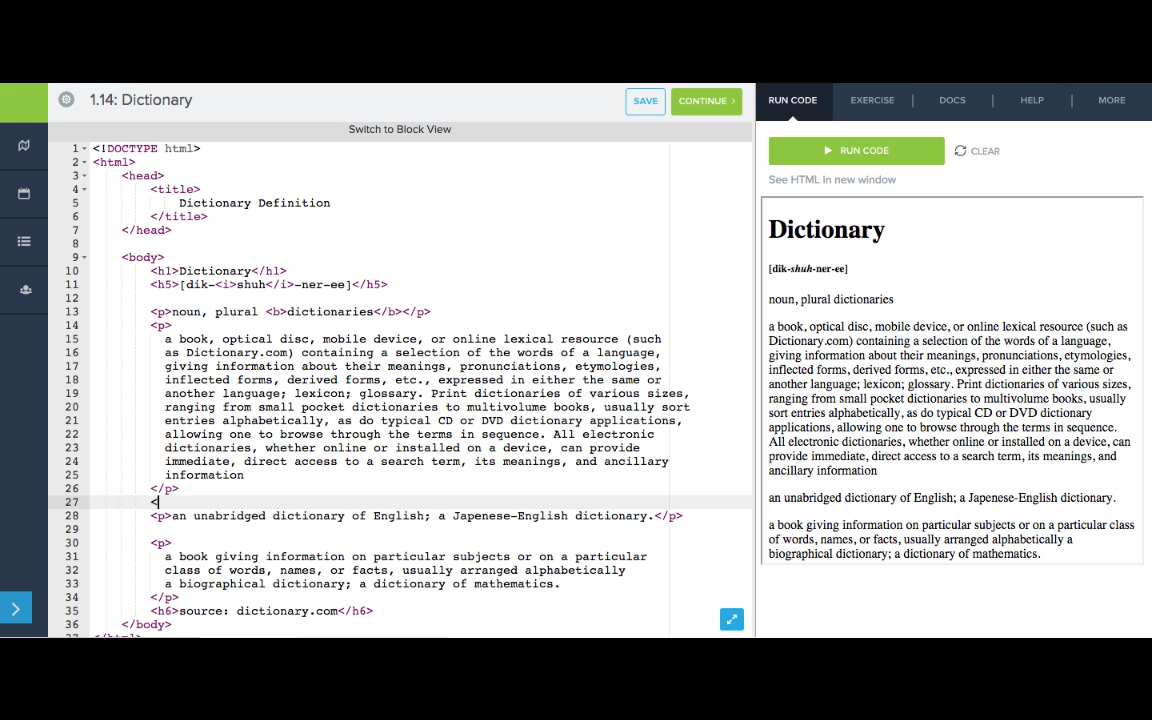 1.14: Dictionary
SAVE
CONTINUE >
Switch to Block View
1 <!DOCTYPE html>
2 <html>
3 <head>
4 <title>
5 Dictionary Definition
6 </title>
7 </head>
8
9 <body>
10 <h1>Dictionary</h1>
11 <h5>[dik-<i>shuh</i>-ner-ee]</h5>
12
13 <p>noun, plural <b>dictionaries</b></p>
14 <p>
15 a book, optical disc, mobile device, or online lexical resource (such
16 as Dictionary.com) containing a selection of the words of a language,
17 giving information about their meanings, pronunciations, etymologies,
18 inflected forms, derived forms, etc., expressed in either the same or
19 another language; lexicon; glossary. Print dictionaries of various sizes,
20 ranging from small pocket dictionaries to multivolume books, usually sort
21 entries alphabetically, as do typical CD or DVD dictionary applications,
22 allowing one to browse through the terms in sequence. All electronic
23 dictionaries, whether online or installed on a device, can provide
24 immediate, direct access to a search term, its meanings, and ancillary
25 information
26 </p>
27 <
28 <p>an unabridged dictionary of English; a Japenese-English dictionary.</p>
29
30 <p>
31 a book giving information on particular subjects or on a particular
32 class of words, names, or facts, usually arranged alphabetically
33 a biographical dictionary; a dictionary of mathematics.
34 </p>
35 <h6>source: dictionary.com</h6>
36 </body>
37 </html>
RUN CODE
EXERCISE
DOCS
HELP
MORE
RUN CODE
CLEAR
See HTML in new window
Dictionary
[dik-shuh-ner-ee]
noun, plural dictionaries
a book, optical disc, mobile device, or online lexical resource (such as
Dictionary.com) containing a selection of the words of a language,
giving information about their meanings, pronunciations, etymologies,
inflected forms, derived forms, etc., expressed in either the same or
another language; lexicon; glossary. Print dictionaries of various sizes,
ranging from small pocket dictionaries to multivolume books, usually
sort entries alphabetically, as do typical CD or DVD dictionary
applications, allowing one to browse through the terms in sequence.
All electronic dictionaries, whether online or installed on a device, can
provide immediate, direct access to a search term, its meanings, and
ancillary information
an unabridged dictionary of English; a Japenese-English dictionary.
a book giving information on particular subjects or on a particular class
of words, names, or facts, usually arranged alphabetically a
biographical dictionary; a dictionary of mathematics.